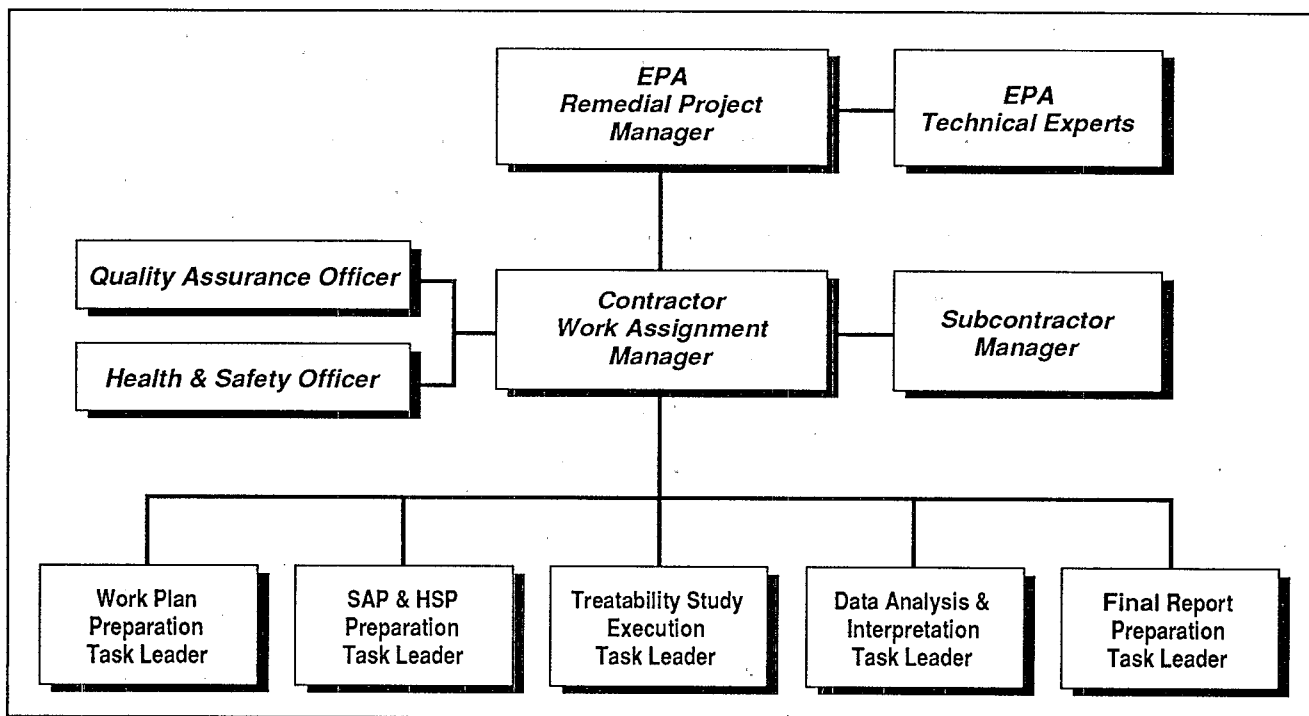 EPA
Remedial Project
Manager
EPA
Technical Experts
Quality Assurance Officer
Health & Safety Officer
Contractor
Work Assignment
Manager
Subcontractor
Manager
Work Plan
Preparation
Task Leader
SAP & HSP
Preparation
Task Leader
Treatability Study
Execution
Task Leader
Data Analysis &
Interpretation
Task Leader
Final Report
Preparation
Task Leader